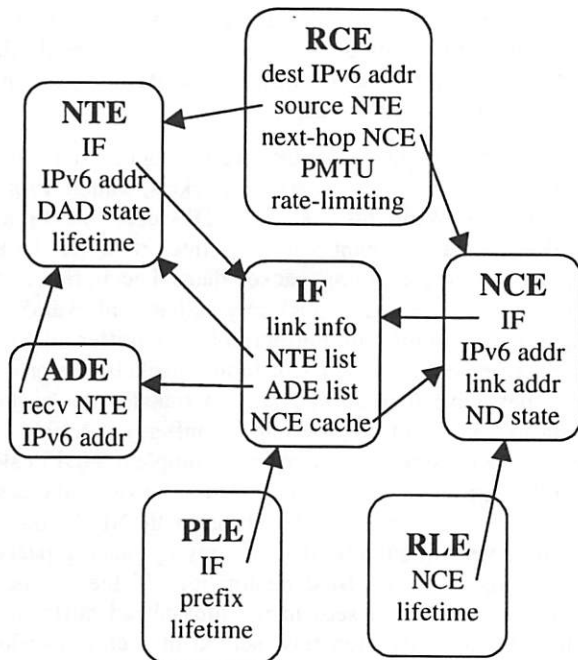 RCE
dest IPv6 addr
source NTE
next-hop NCE
PMTU
rate-limiting
NTE
IF
IPv6 addr
DAD state
lifetime
IF
link info
NTE list
ADE list
NCE cache
NCE
IF
IPv6 addr
link addr
ND state
ADE
recv NTE
IPv6 addr
PLE
IF
prefix
lifetime
RLE
NCE
lifetime